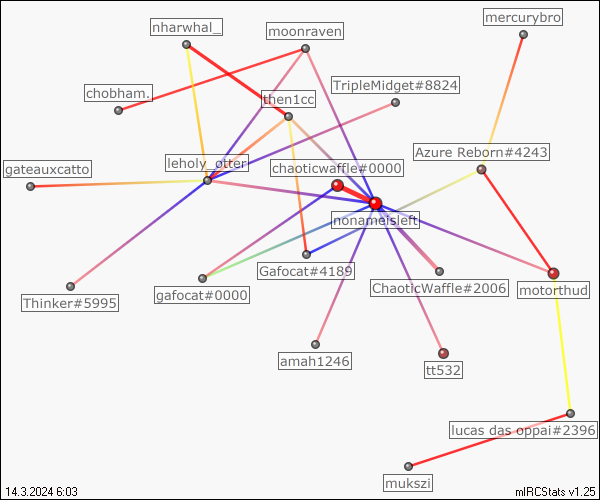 mercurybro
nharwhal_
moonraven
TripleMidget#8824
chobham.
then1cc
Azure Reborn#4243
leholy_otter
chaoticwaffle#0000
gateauxcatto
nonameisleft
Gafocat#4189
ChaoticWaffle#2006
motorthud
gafocat#0000
Thinker#5995
amah1246
tt532
lucas das oppai#2396
mukszi
14.3.2024 6:03
mIRCStats v1.25